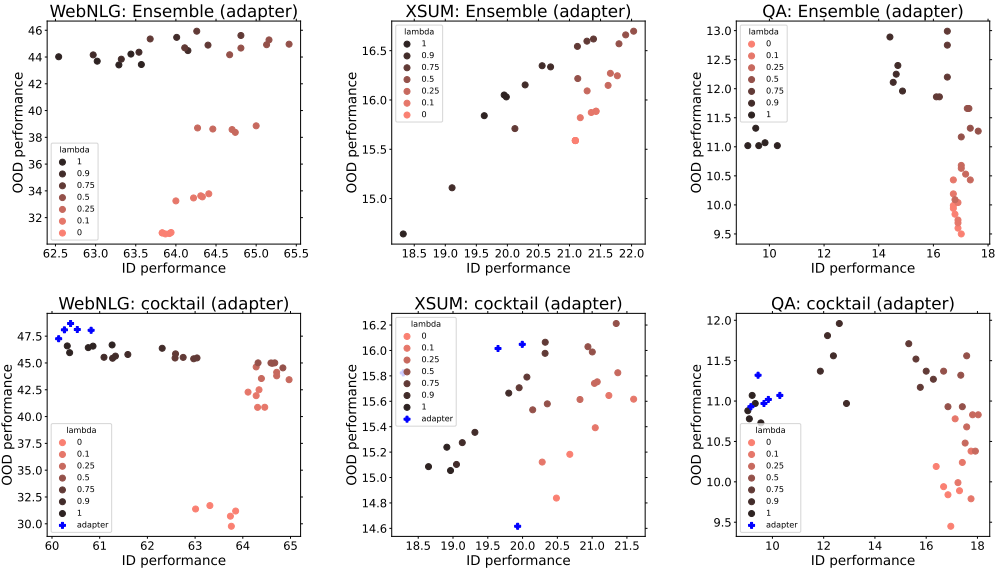 WebNLG: Ensemble (adapter)
OOD performance
46
44
42
40
38
36
34
32
lambda
1
0.9
0.75
0.5
0.25
0.1
0
62.5 63.0 63.5 64.0 64.5 65.0 65.5
ID performance
XSUM: Ensemble (adapter)
OOD performance
16.5
16.0
15.5
15.0
lambda
1
0.9
0.75
0.5
0.25
0.1
0
18.5 19.0 19.5 20.0 20.5 21.0 21.5 22.0
ID performance
QA: Ensemble (adapter)
OOD performance
13.0
12.5
12.0
11.5
11.0
10.5
10.0
9.5
lambda
0
0.1
0.25
0.5
0.75
0.9
1
10 12 14 16 18
ID performance
WebNLG: cocktail (adapter)
OOD performance
47.5
45.0
42.5
40.0
37.5
35.0
32.5
30.0
lambda
0
0.1
0.25
0.5
0.75
0.9
1
adapter
60 61 62 63 64 65
ID performance
XSUM: cocktail (adapter)
OOD performance
16.2
16.0
15.8
15.6
15.4
15.2
15.0
14.8
14.6
lambda
0
0.1
0.25
0.5
0.75
0.9
1
adapter
18.5 19.0 19.5 20.0 20.5 21.0 21.5
ID performance
QA: cocktail (adapter)
OOD performance
12.0
11.5
11.0
10.5
10.0
9.5
lambda
0
0.1
0.25
0.5
0.75
0.9
1
adapter
10 12 14 16 18
ID performance